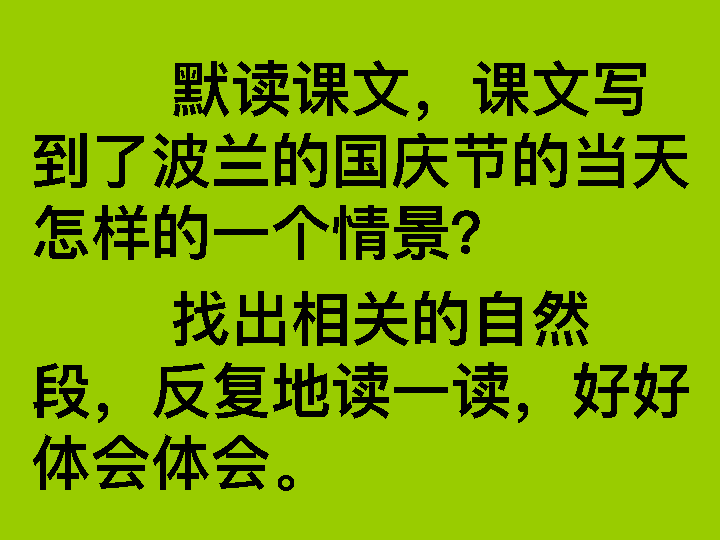 默读课文，课文写
到了波兰的国庆节的当天
怎样的一个情景？
找出相关的自然
段，反复地读一读，好好
体会体会。